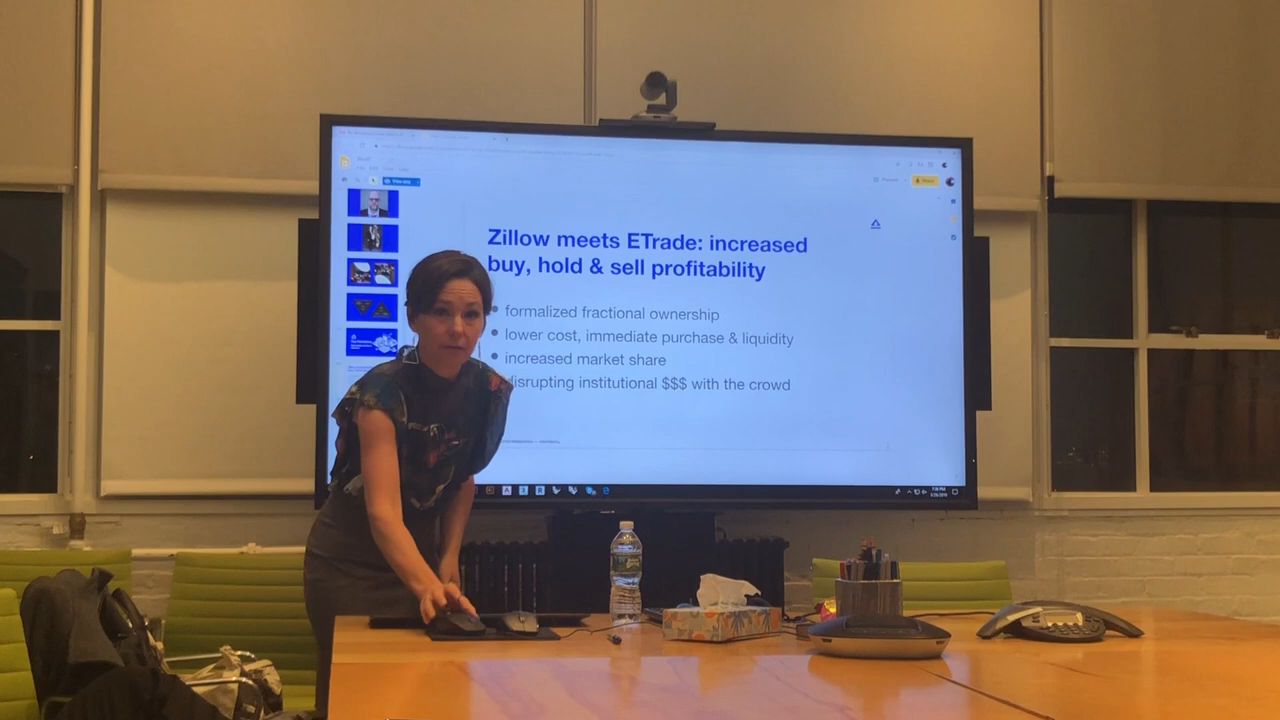 Zillow meets ETrade: increased
buy, hold & sell profitability
formalized fractional ownership
lower cost, immediate purchase & liquidity
increased market share
disrupting institutional $$$ with the crowd